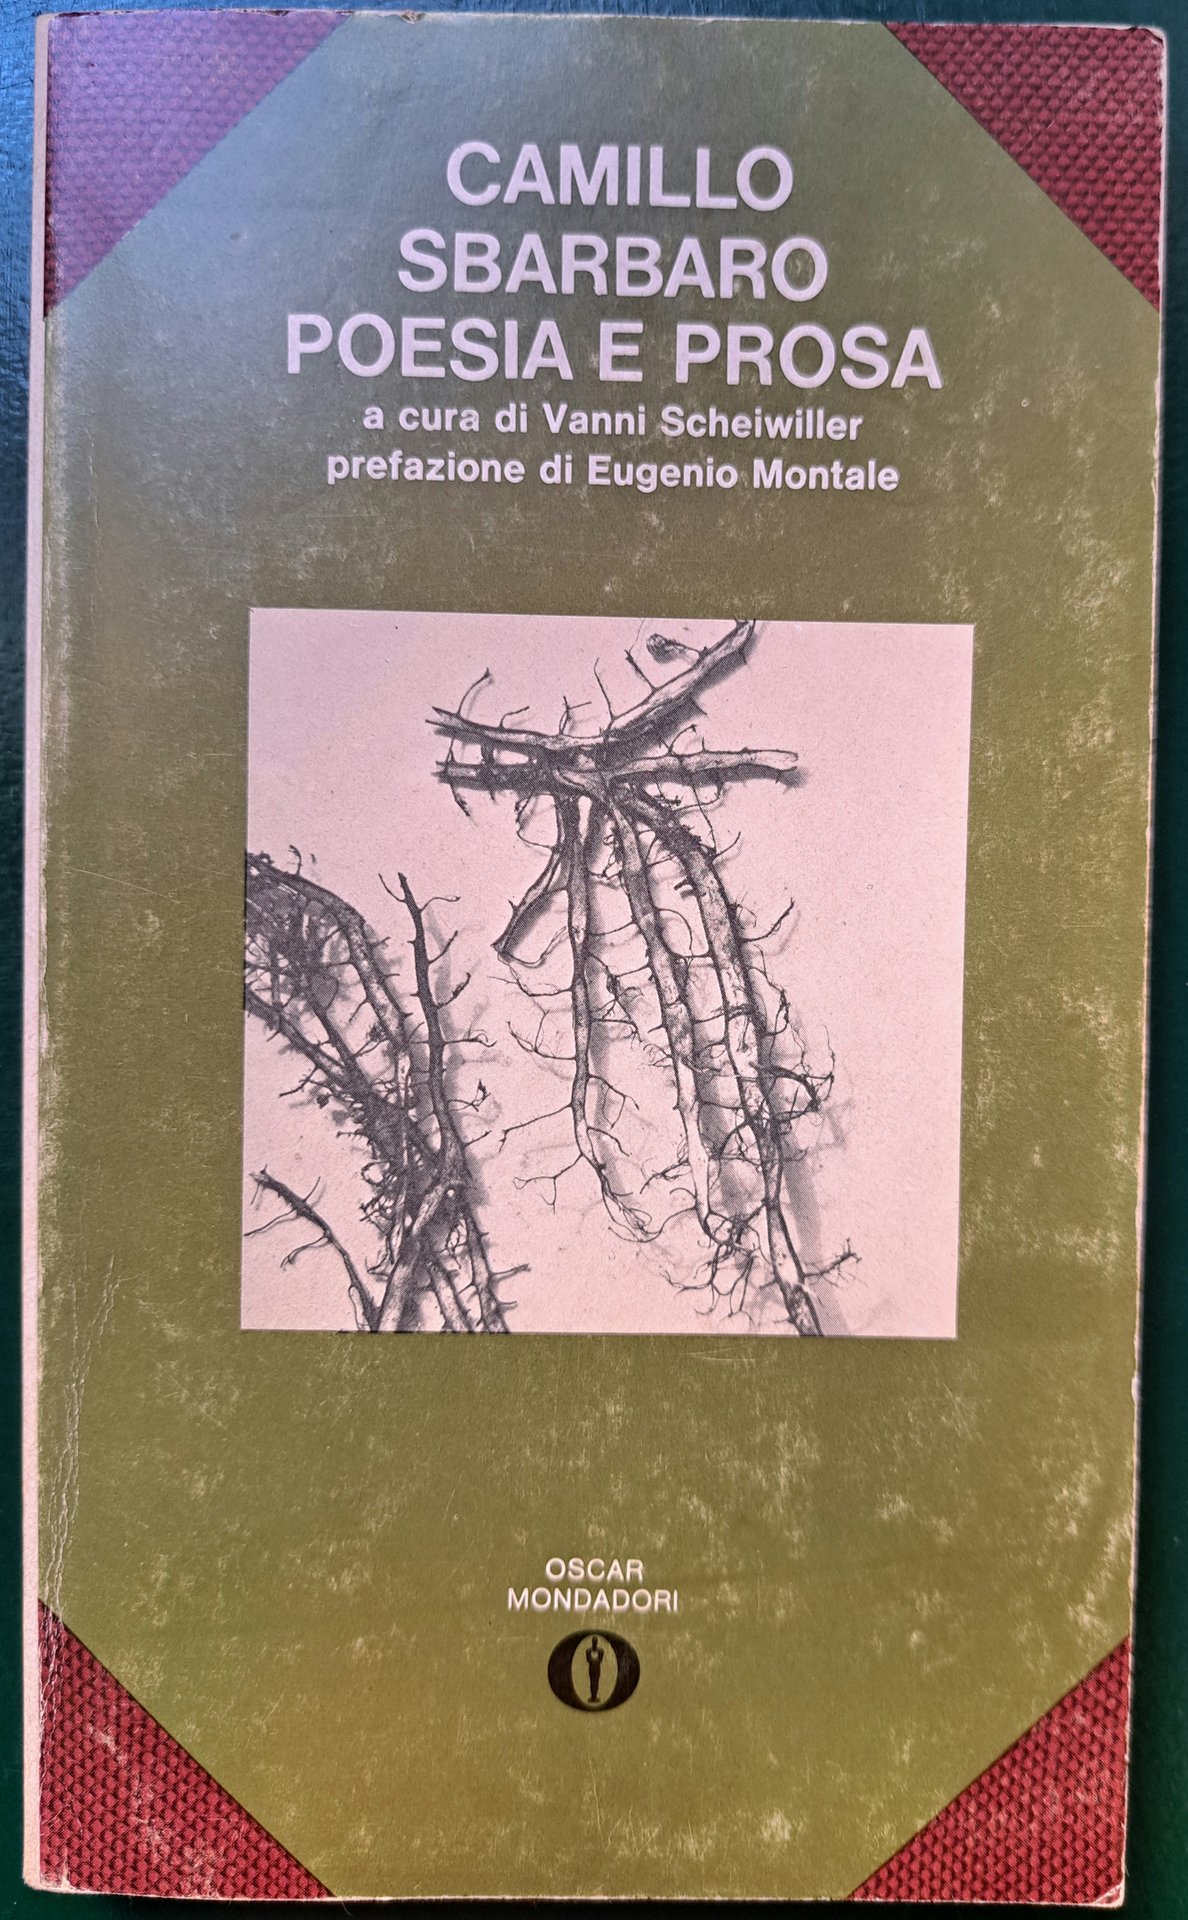 CAMILLO
SBARBARO
POESIA E PROSA
a cura di Vanni Scheiwiller
prefazione di Eugenio Montale
OSCAR
MONDADORI